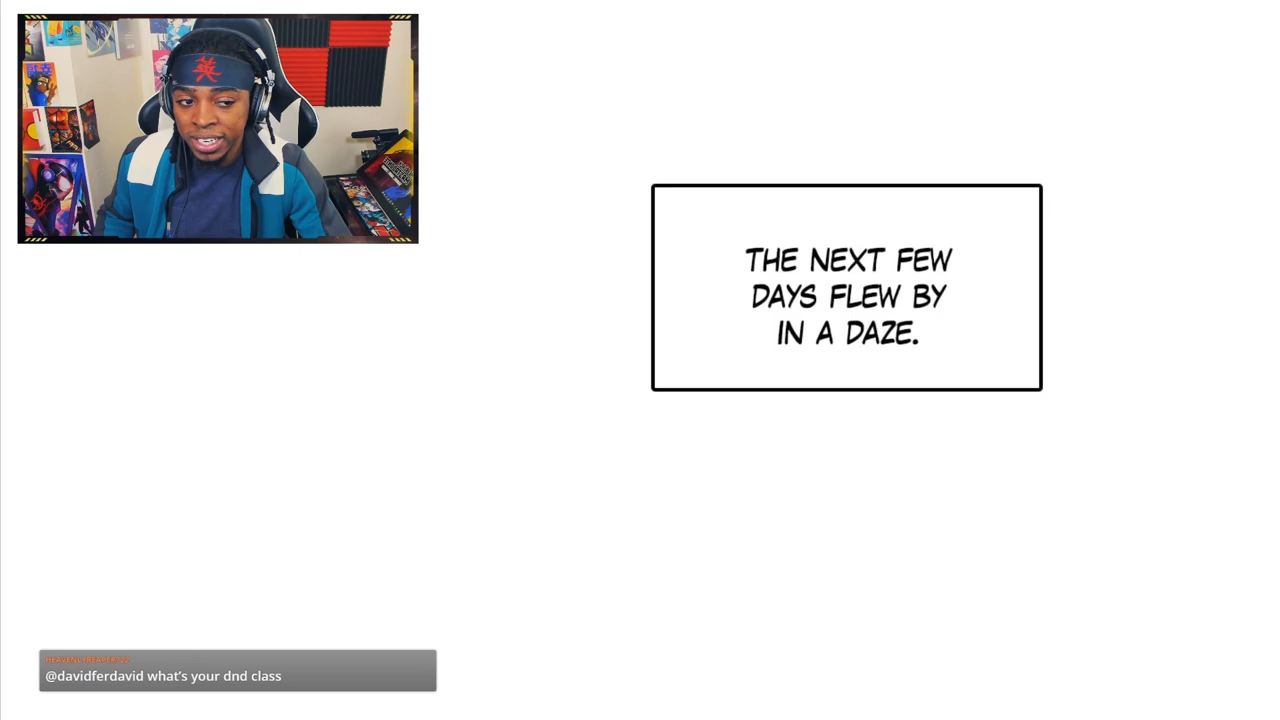 THE NEXT FEW
DAYS FLEW BY
IN A DAZE.
@davidferdavid what's your dnd class